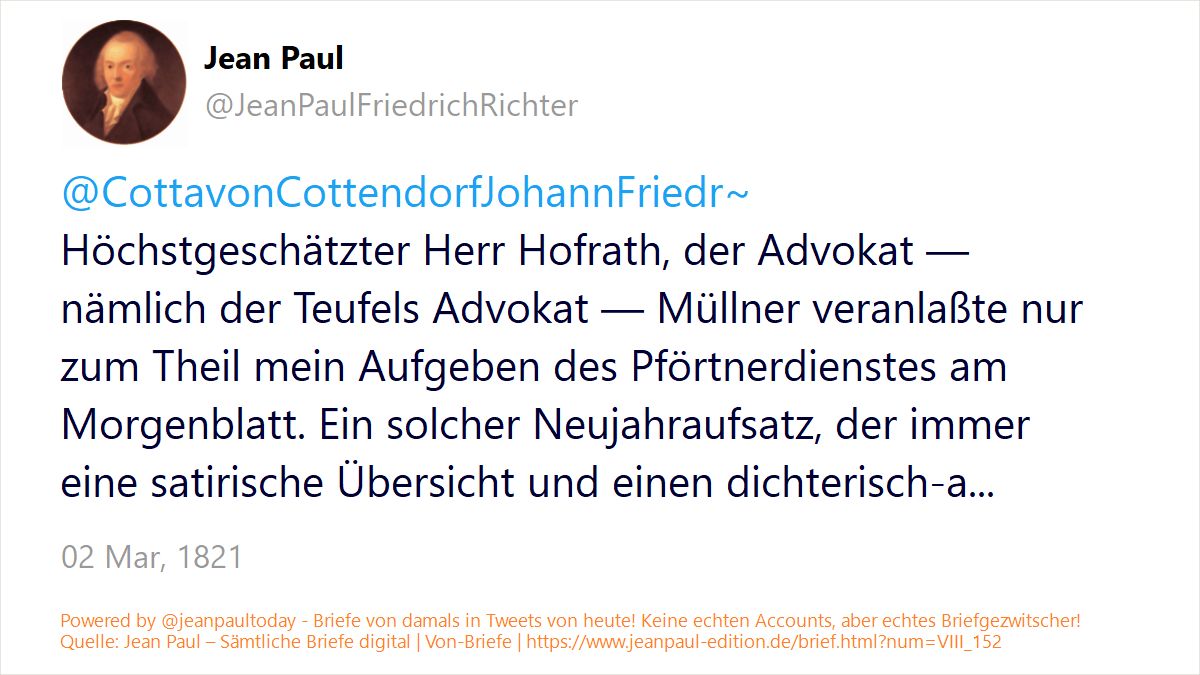 Jean Paul
@JeanPaulFriedrichRichter
@CottavonCottendorfJohannFriedr~
Höchstgeschätzter Herr Hofrath, der Advokat —
nämlich der Teufels Advokat — Müllner veranlaßte nur
zum Theil mein Aufgeben des Pförtnerdienstes am
Morgenblatt. Ein solcher Neujahraufsatz, der immer
eine satirische Übersicht und einen dichterisch-a...
02 Mar, 1821
Powered by @jeanpaultoday - Briefe von damals in Tweets von heute! Keine echten Accounts, aber echtes Briefgezwitscher!
Quelle: Jean Paul – Sämtliche Briefe digital | Von-Briefe | https://www.jeanpaul-edition.de/brief.html?num=VIII_152